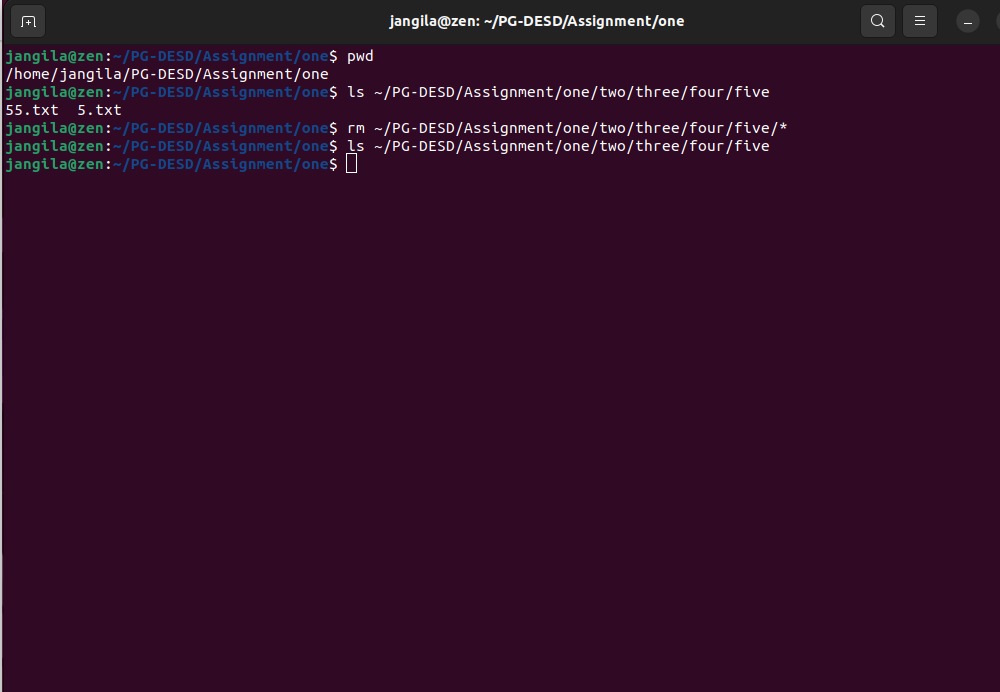 jangila@zen: ~/PG-DESD/Assignment/one
jangila@zen:~/PG-DESD/Assignment/one$ pwd
/home/jangila/PG-DESD/Assignment/one
jangila@zen:~/PG-DESD/Assignment/one$ ls ~/PG-DESD/Assignment/one/two/three/four/five
55.txt  5.txt
jangila@zen:~/PG-DESD/Assignment/one$ rm ~/PG-DESD/Assignment/one/two/three/four/five/*
jangila@zen:~/PG-DESD/Assignment/one$ ls ~/PG-DESD/Assignment/one/two/three/four/five
jangila@zen:~/PG-DESD/Assignment/one$